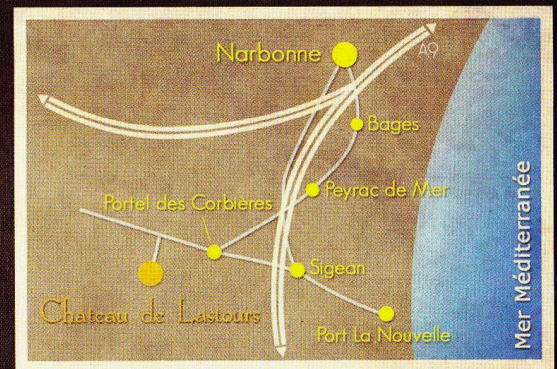 Narbonne
A9
Bages
Peyrac de Mer
Portel des Corbières
Sigean
Chateau de Lastours
Port La Nouvelle
Mer Méditerranée